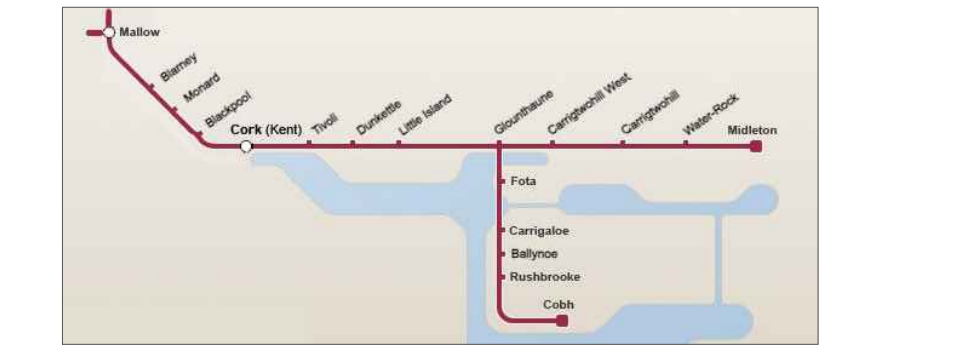 Mallow
Blarney
Monard
Blackpool
Cork (Kent)
Tivoli
Dunkettle
Little Island
Glounthaune
Carrigtwohill West
Carrigtwohill
Water-Rock
Midleton
Fota
Carrigaloe
Ballynoe
Rushbrooke
Cobh